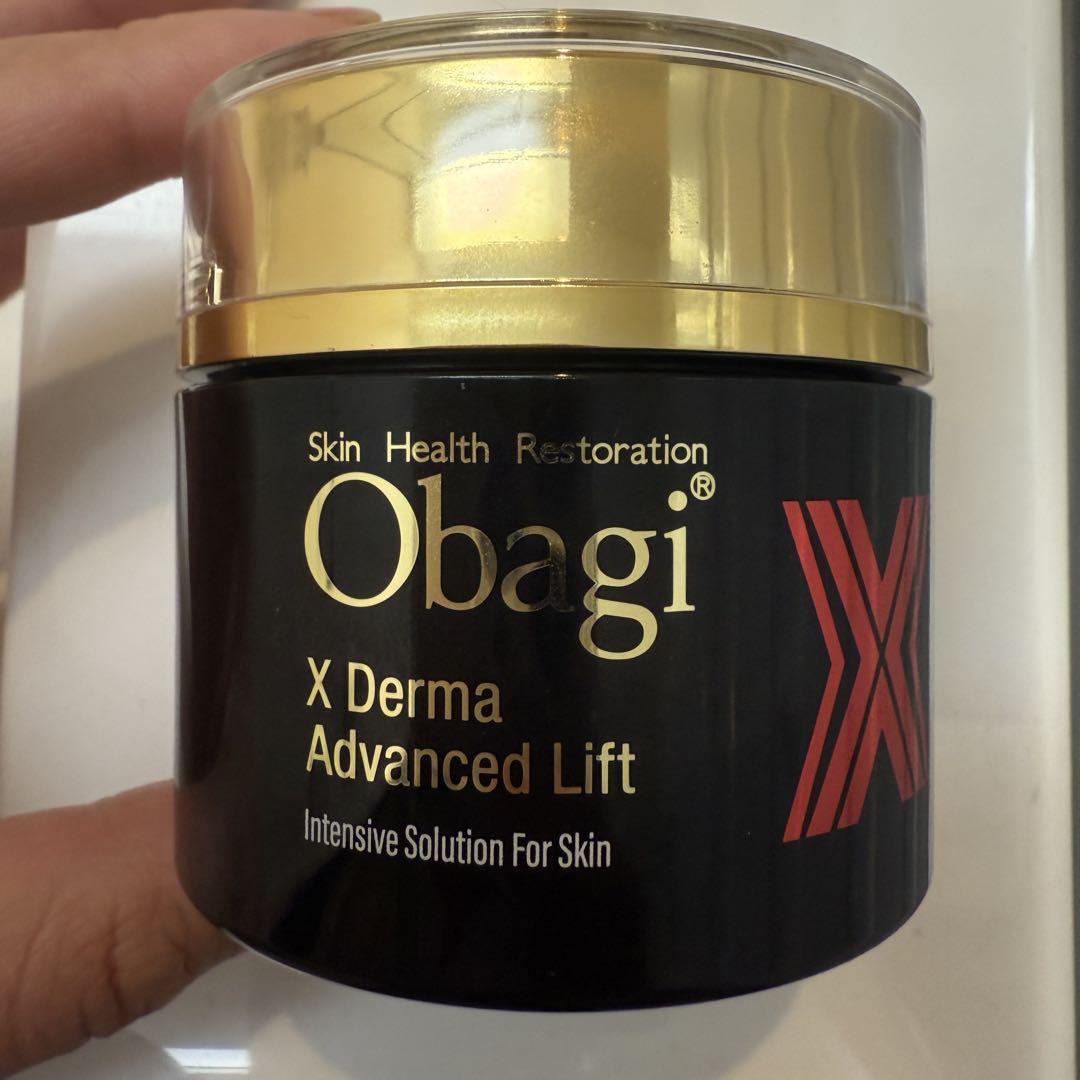 Skin Health Restoration
Obagi®
X Derma
Advanced Lift
Intensive Solution For Skin
X